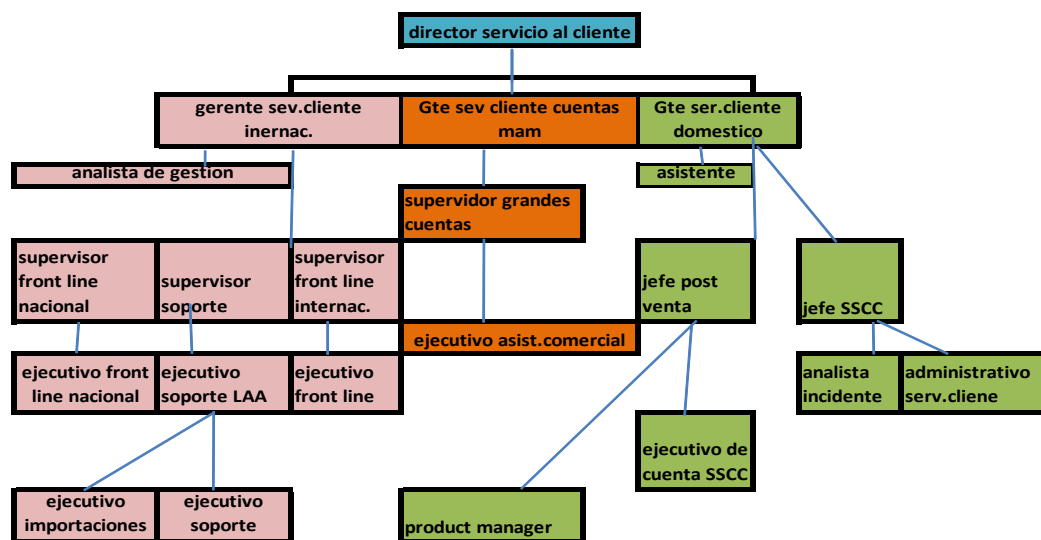 director servicio al cliente
gerente sev.cliente
inernac.
Gte sev cliente cuentas
mam
Gte ser.cliente
domestico
analista de gestion
asistente
supervidor grandes
cuentas
supervisor
front line
nacional
supervisor
soporte
supervisor
front line
internac.
jefe post
venta
jefe SSCC
ejecutivo asist.comercial
ejecutivo front
line nacional
ejecutivo
soporte LAA
ejecutivo
front line
analista
incidente
administrativo
serv.cliene
ejecutivo de
cuenta SSCC
ejecutivo
importaciones
ejecutivo
soporte
product manager